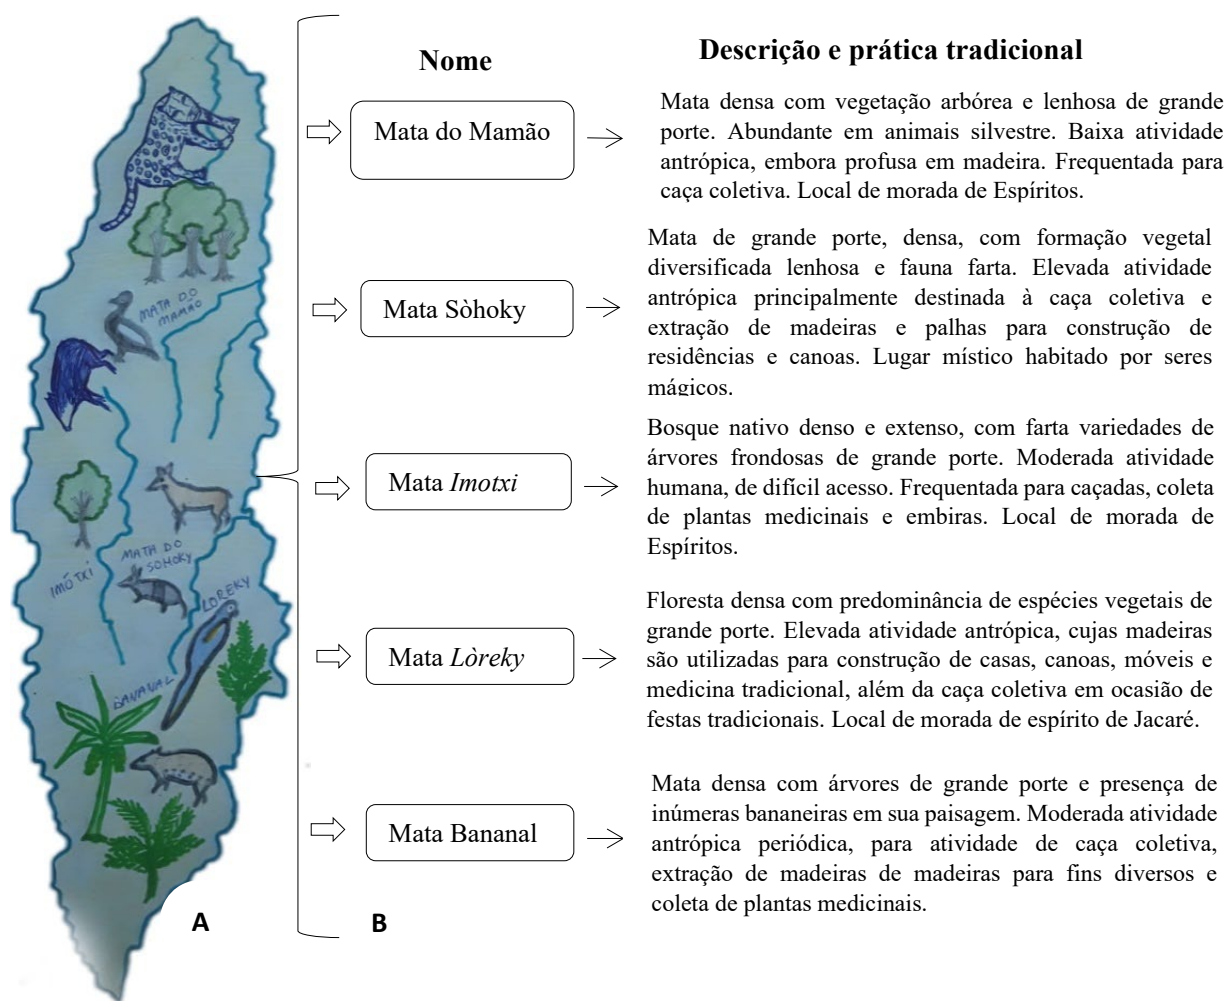 Nome
Descrição e prática tradicional
Mata do Mamão
Mata densa com vegetação arbórea e lenhosa de grande
porte. Abundante em animais silvestre. Baixa atividade
antrópica, embora profusa em madeira. Frequentada para
caça coletiva. Local de morada de Espíritos.
Mata Sòhoky
Mata de grande porte, densa, com formação vegetal
diversificada lenhosa e fauna farta. Elevada atividade
antrópica principalmente destinada à caça coletiva e
extração de madeiras e palhas para construção de
residências e canoas. Lugar místico habitado por seres
mágicos.
Mata Imotxi
Bosque nativo denso e extenso, com farta variedades de
árvores frondosas de grande porte. Moderada atividade
humana, de difícil acesso. Frequentada para caçadas, coleta
de plantas medicinais e embiras. Local de morada de
Espíritos.
Mata Lòreky
Floresta densa com predominância de espécies vegetais de
grande porte. Elevada atividade antrópica, cujas madeiras
são utilizadas para construção de casas, canoas, móveis e
medicina tradicional, além da caça coletiva em ocasião de
festas tradicionais. Local de morada de espírito de Jacaré.
Mata Bananal
Mata densa com árvores de grande porte e presença de
inúmeras bananeiras em sua paisagem. Moderada atividade
antrópica periódica, para atividade de caça coletiva,
extração de madeiras de madeiras para fins diversos e
coleta de plantas medicinais.
MATA DO
MAMÃO
IMÓTXI
MATA DO
SOHOKY
LOREKY
BANANAL
A
B